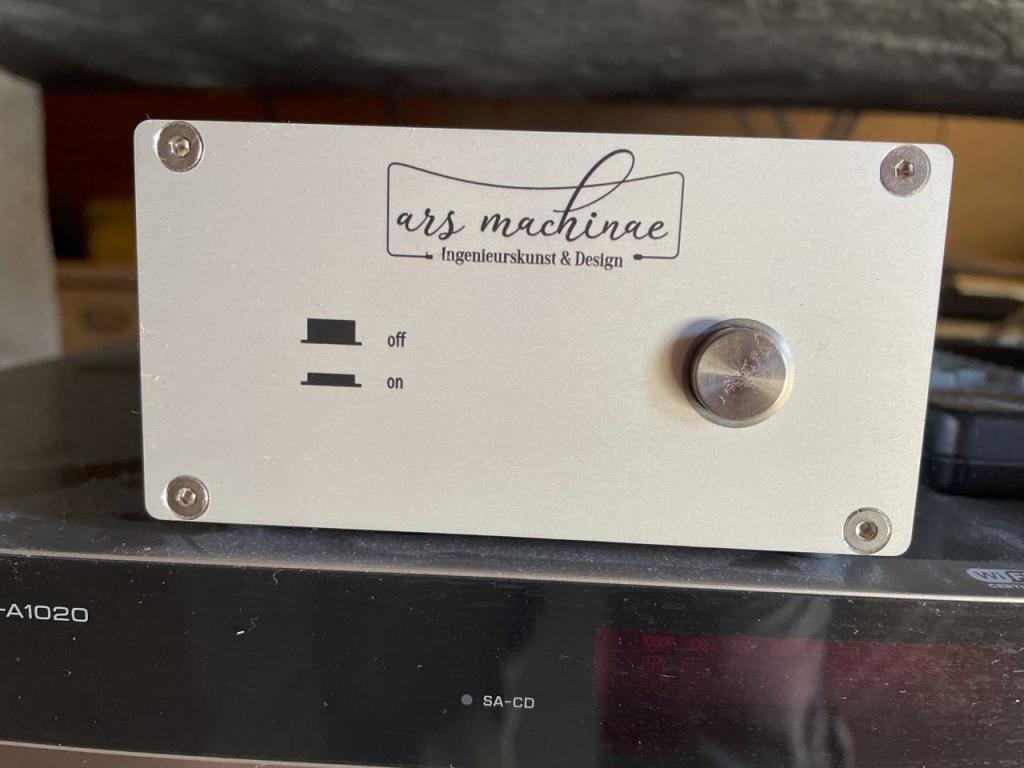 ars machinae
Ingenieurskunst & Design
off
on
-A1020
SA-CD